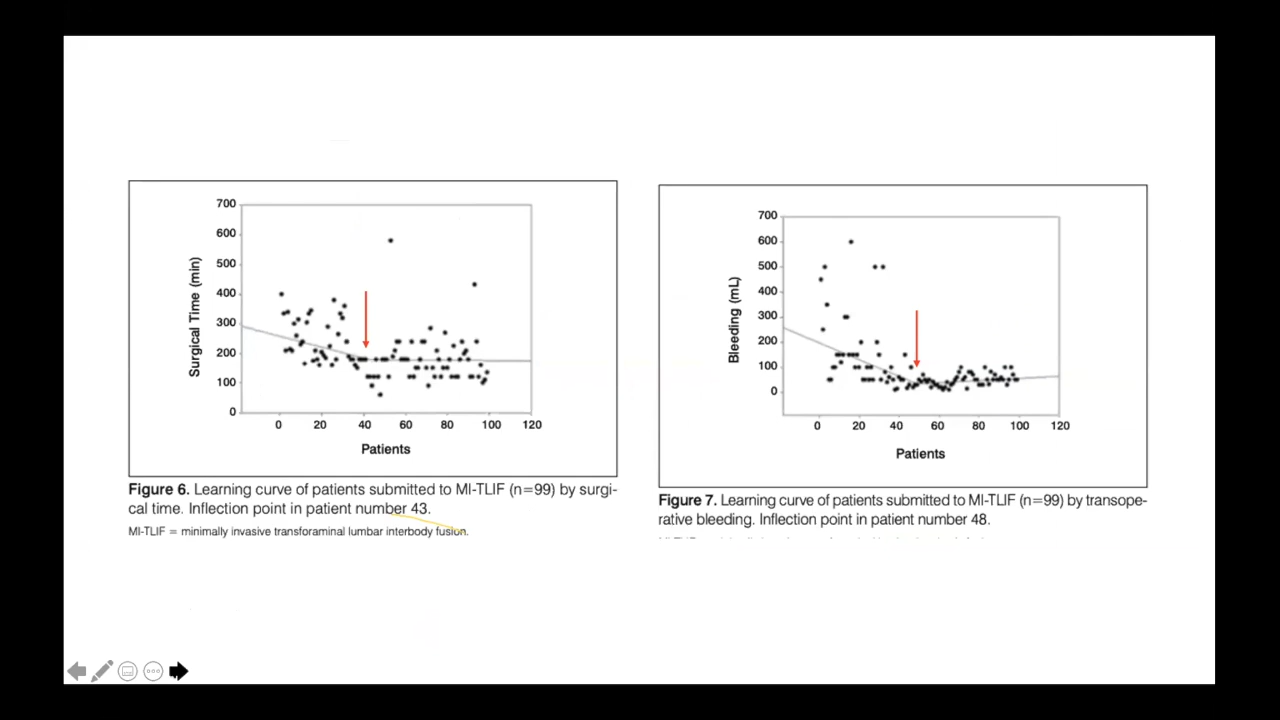 700
600
500
400
300
200
100
0
Surgical Time (min)
0 20 40 60 80 100 120
Patients
Figure 6. Learning curve of patients submitted to MI-TLIF (n=99) by surgi-
cal time. Inflection point in patient number 43.
MI-TLIF = minimally invasive transforaminal lumbar interbody fusion.
700
600
500
400
300
200
100
0
Bleeding (mL)
0 20 40 60 80 100 120
Patients
Figure 7. Learning curve of patients submitted to MI-TLIF (n=99) by transope-
rative bleeding. Inflection point in patient number 48.